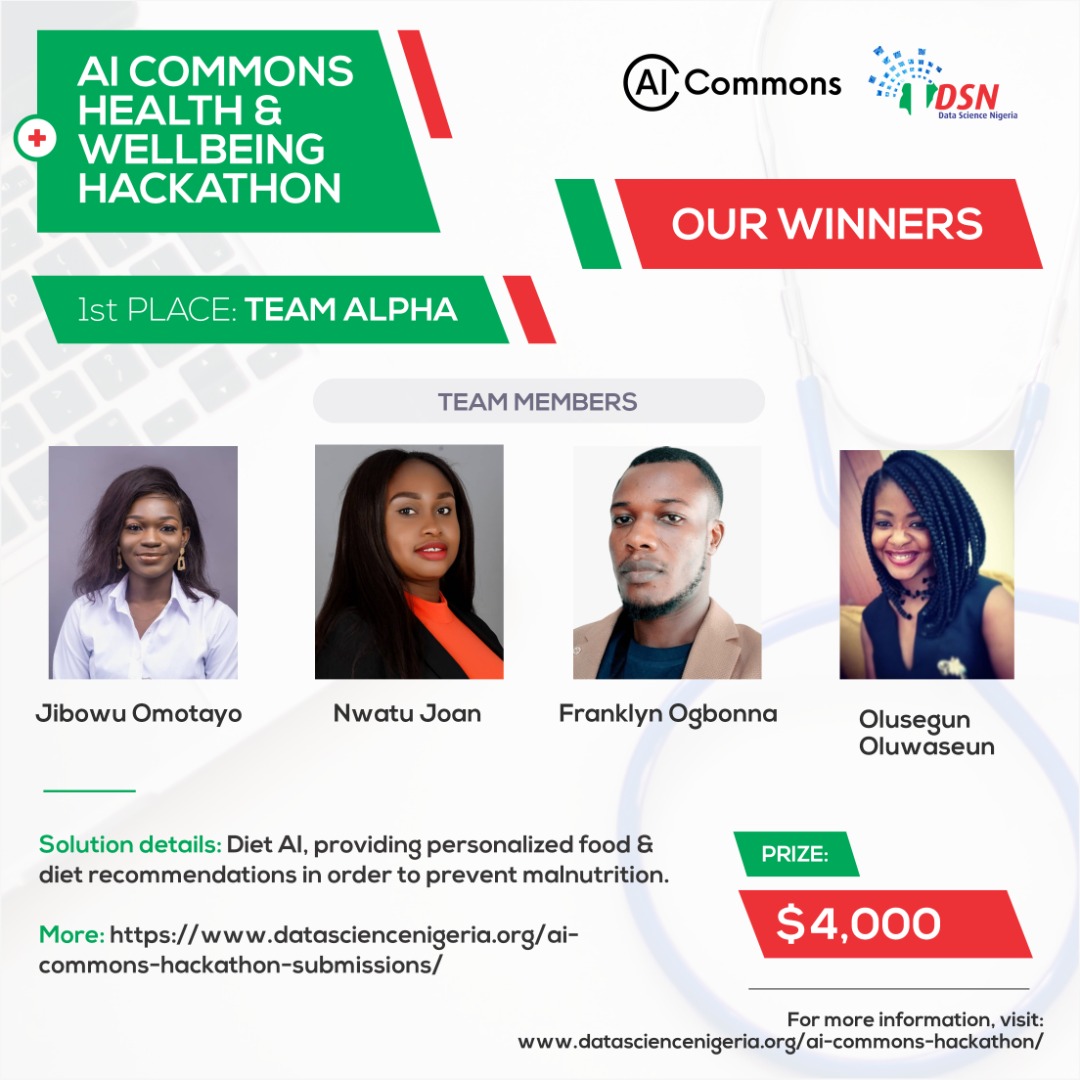 AI COMMONS
HEALTH &
WELLBEING
HACKATHON
AI Commons
DSN
Data Science Nigeria
OUR WINNERS
1st PLACE: TEAM ALPHA
TEAM MEMBERS
Jibowu Omotayo
Nwatu Joan
Franklyn Ogbonna
Olusegun
Oluwaseun
Solution details: Diet AI, providing personalized food &
diet recommendations in order to prevent malnutrition.
More: https://www.datasciencenigeria.org/ai-
commons-hackathon-submissions/
PRIZE:
$4,000
For more information, visit:
www.datasciencenigeria.org/ai-commons-hackathon/